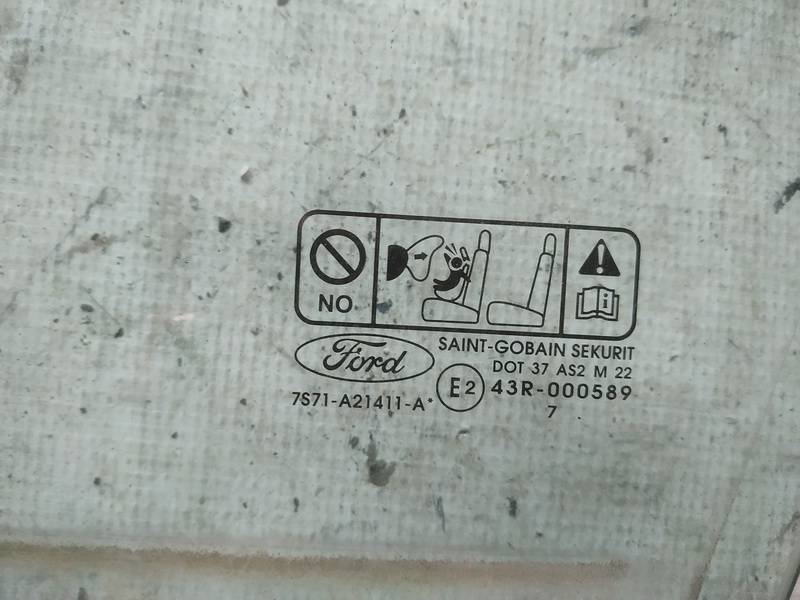 NO
Ford
SAINT-GOBAIN SEKURIT
DOT 37 AS2 M 22
7S71-A21411-A*
E2
43R-000589
7